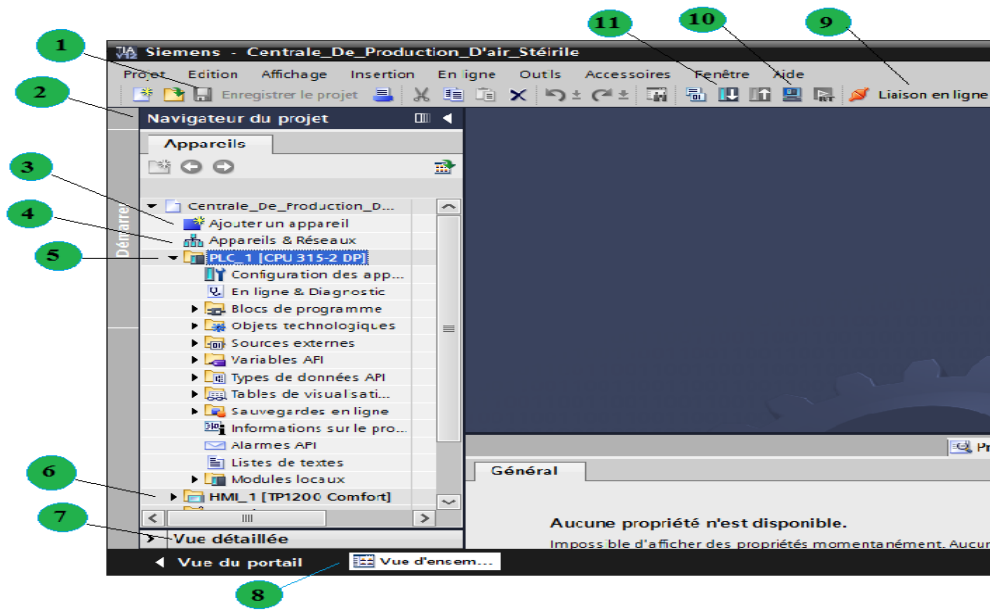 11
10
9
1
TIA V12 Siemens - Centrale_De_Production_D'air_Stéirile
Projet Edition Affichage Insertion En ligne Outils Accessoires Fenêtre Aide
2
Enregistrer le projet Liaison en ligne
Navigateur du projet
Appareils
3
4
5
Démarrer
Centrale_De_Production_D...
Ajouter un appareil
Appareils & Réseaux
PLC_1 [CPU 315-2 DP]
Configuration des app...
En ligne & Diagnostic
Blocs de programme
Objets technologiques
Sources externes
Variables API
Types de données API
Tables de visualisati...
Sauvegardes en ligne
Informations sur le pro...
Alarmes API
Listes de textes
Modules locaux
6
HMI_1 [TP1200 Comfort]
7
Vue détaillée
Pr
Général
Aucune propriété n'est disponible.
Impossible d'afficher des propriétés momentanément. Aucun
Vue du portail Vue d'ensem...
8